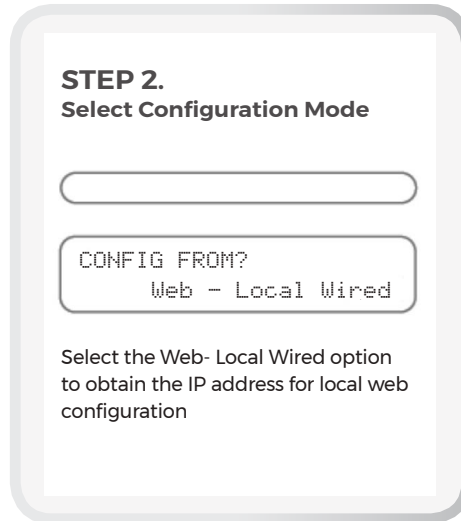 STEP 2.
Select Configuration Mode
CONFIG FROM?
Web - Local Wired
Select the Web- Local Wired option
to obtain the IP address for local web
configuration